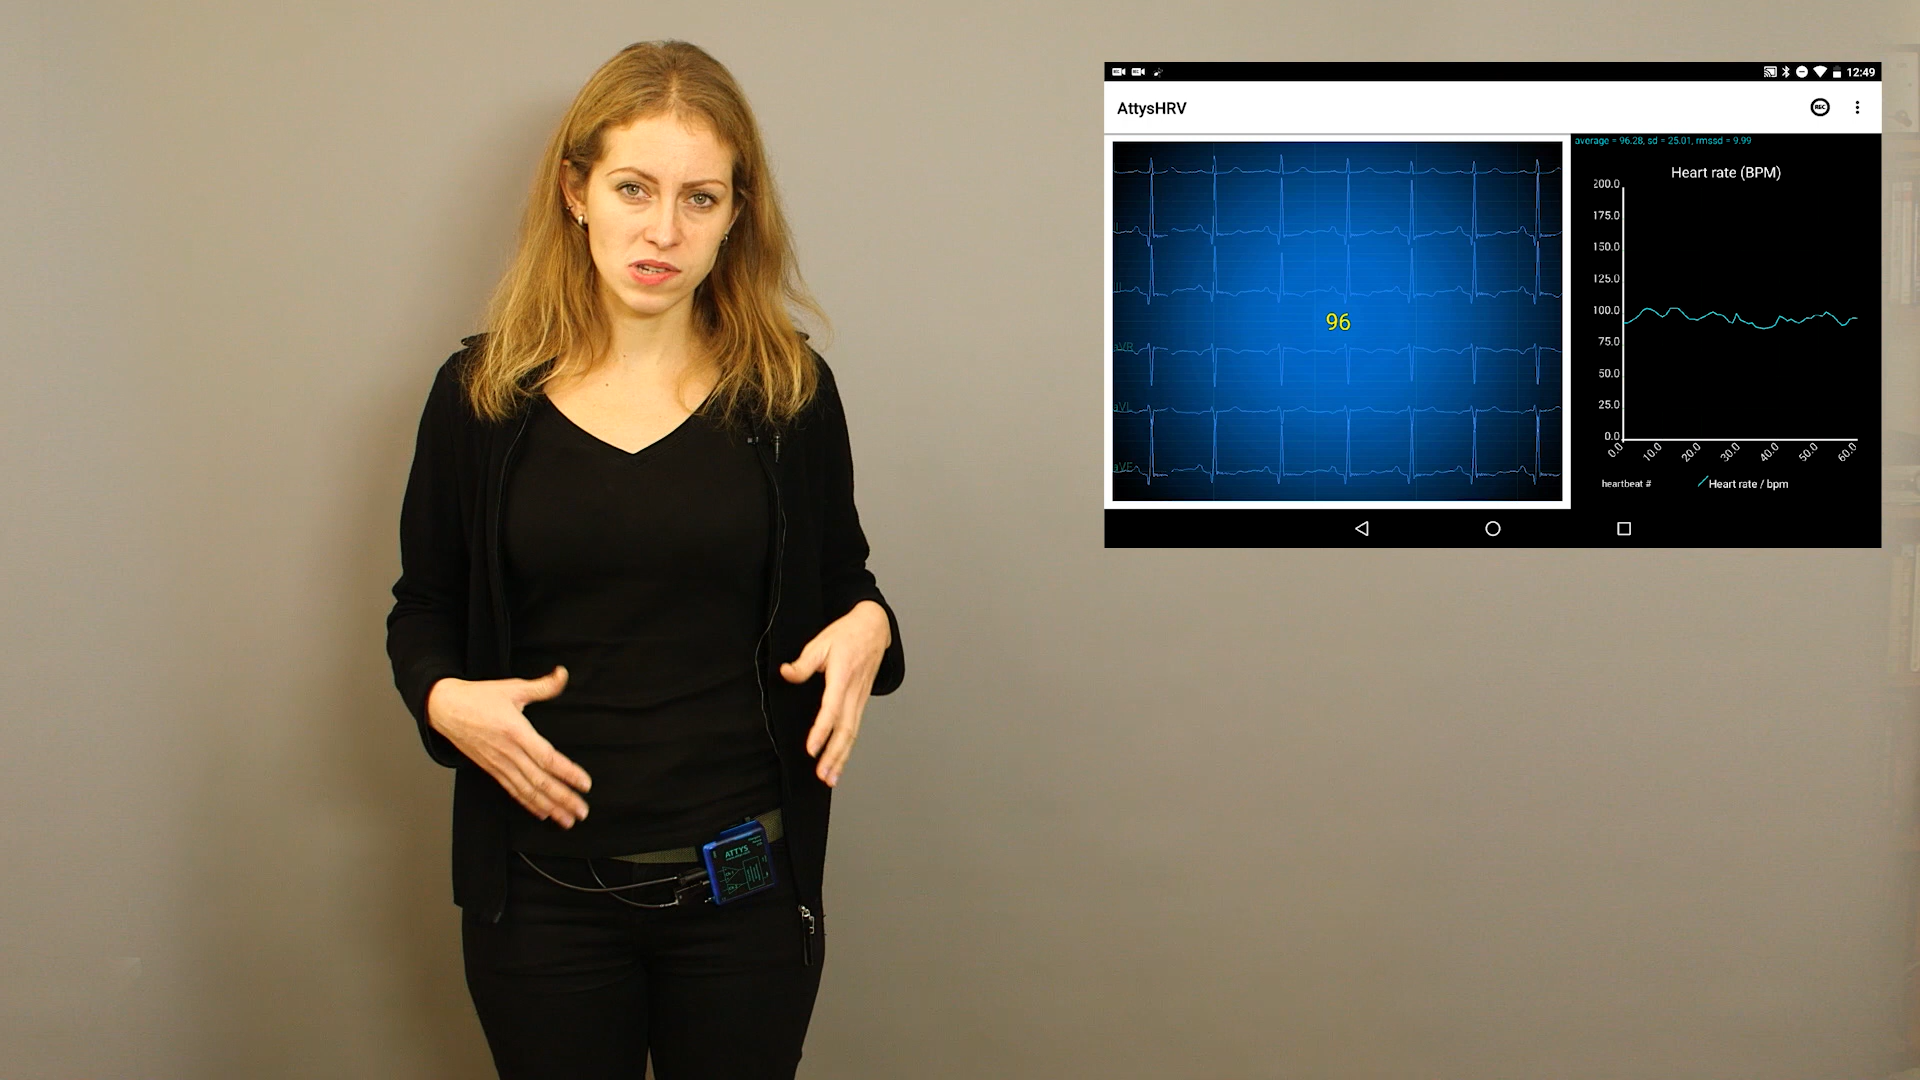 12:49
AttysHRV
REC
average = 96.28, sd = 25.01, rmssd = 9.99
Heart rate (BPM)
200.0
175.0
150.0
125.0
100.0
75.0
50.0
25.0
0.0
0.0 10.0 20.0 30.0 40.0 50.0 60.0
heartbeat # Heart rate / bpm
96
II
aVR
aVL
aVF
ATTYS